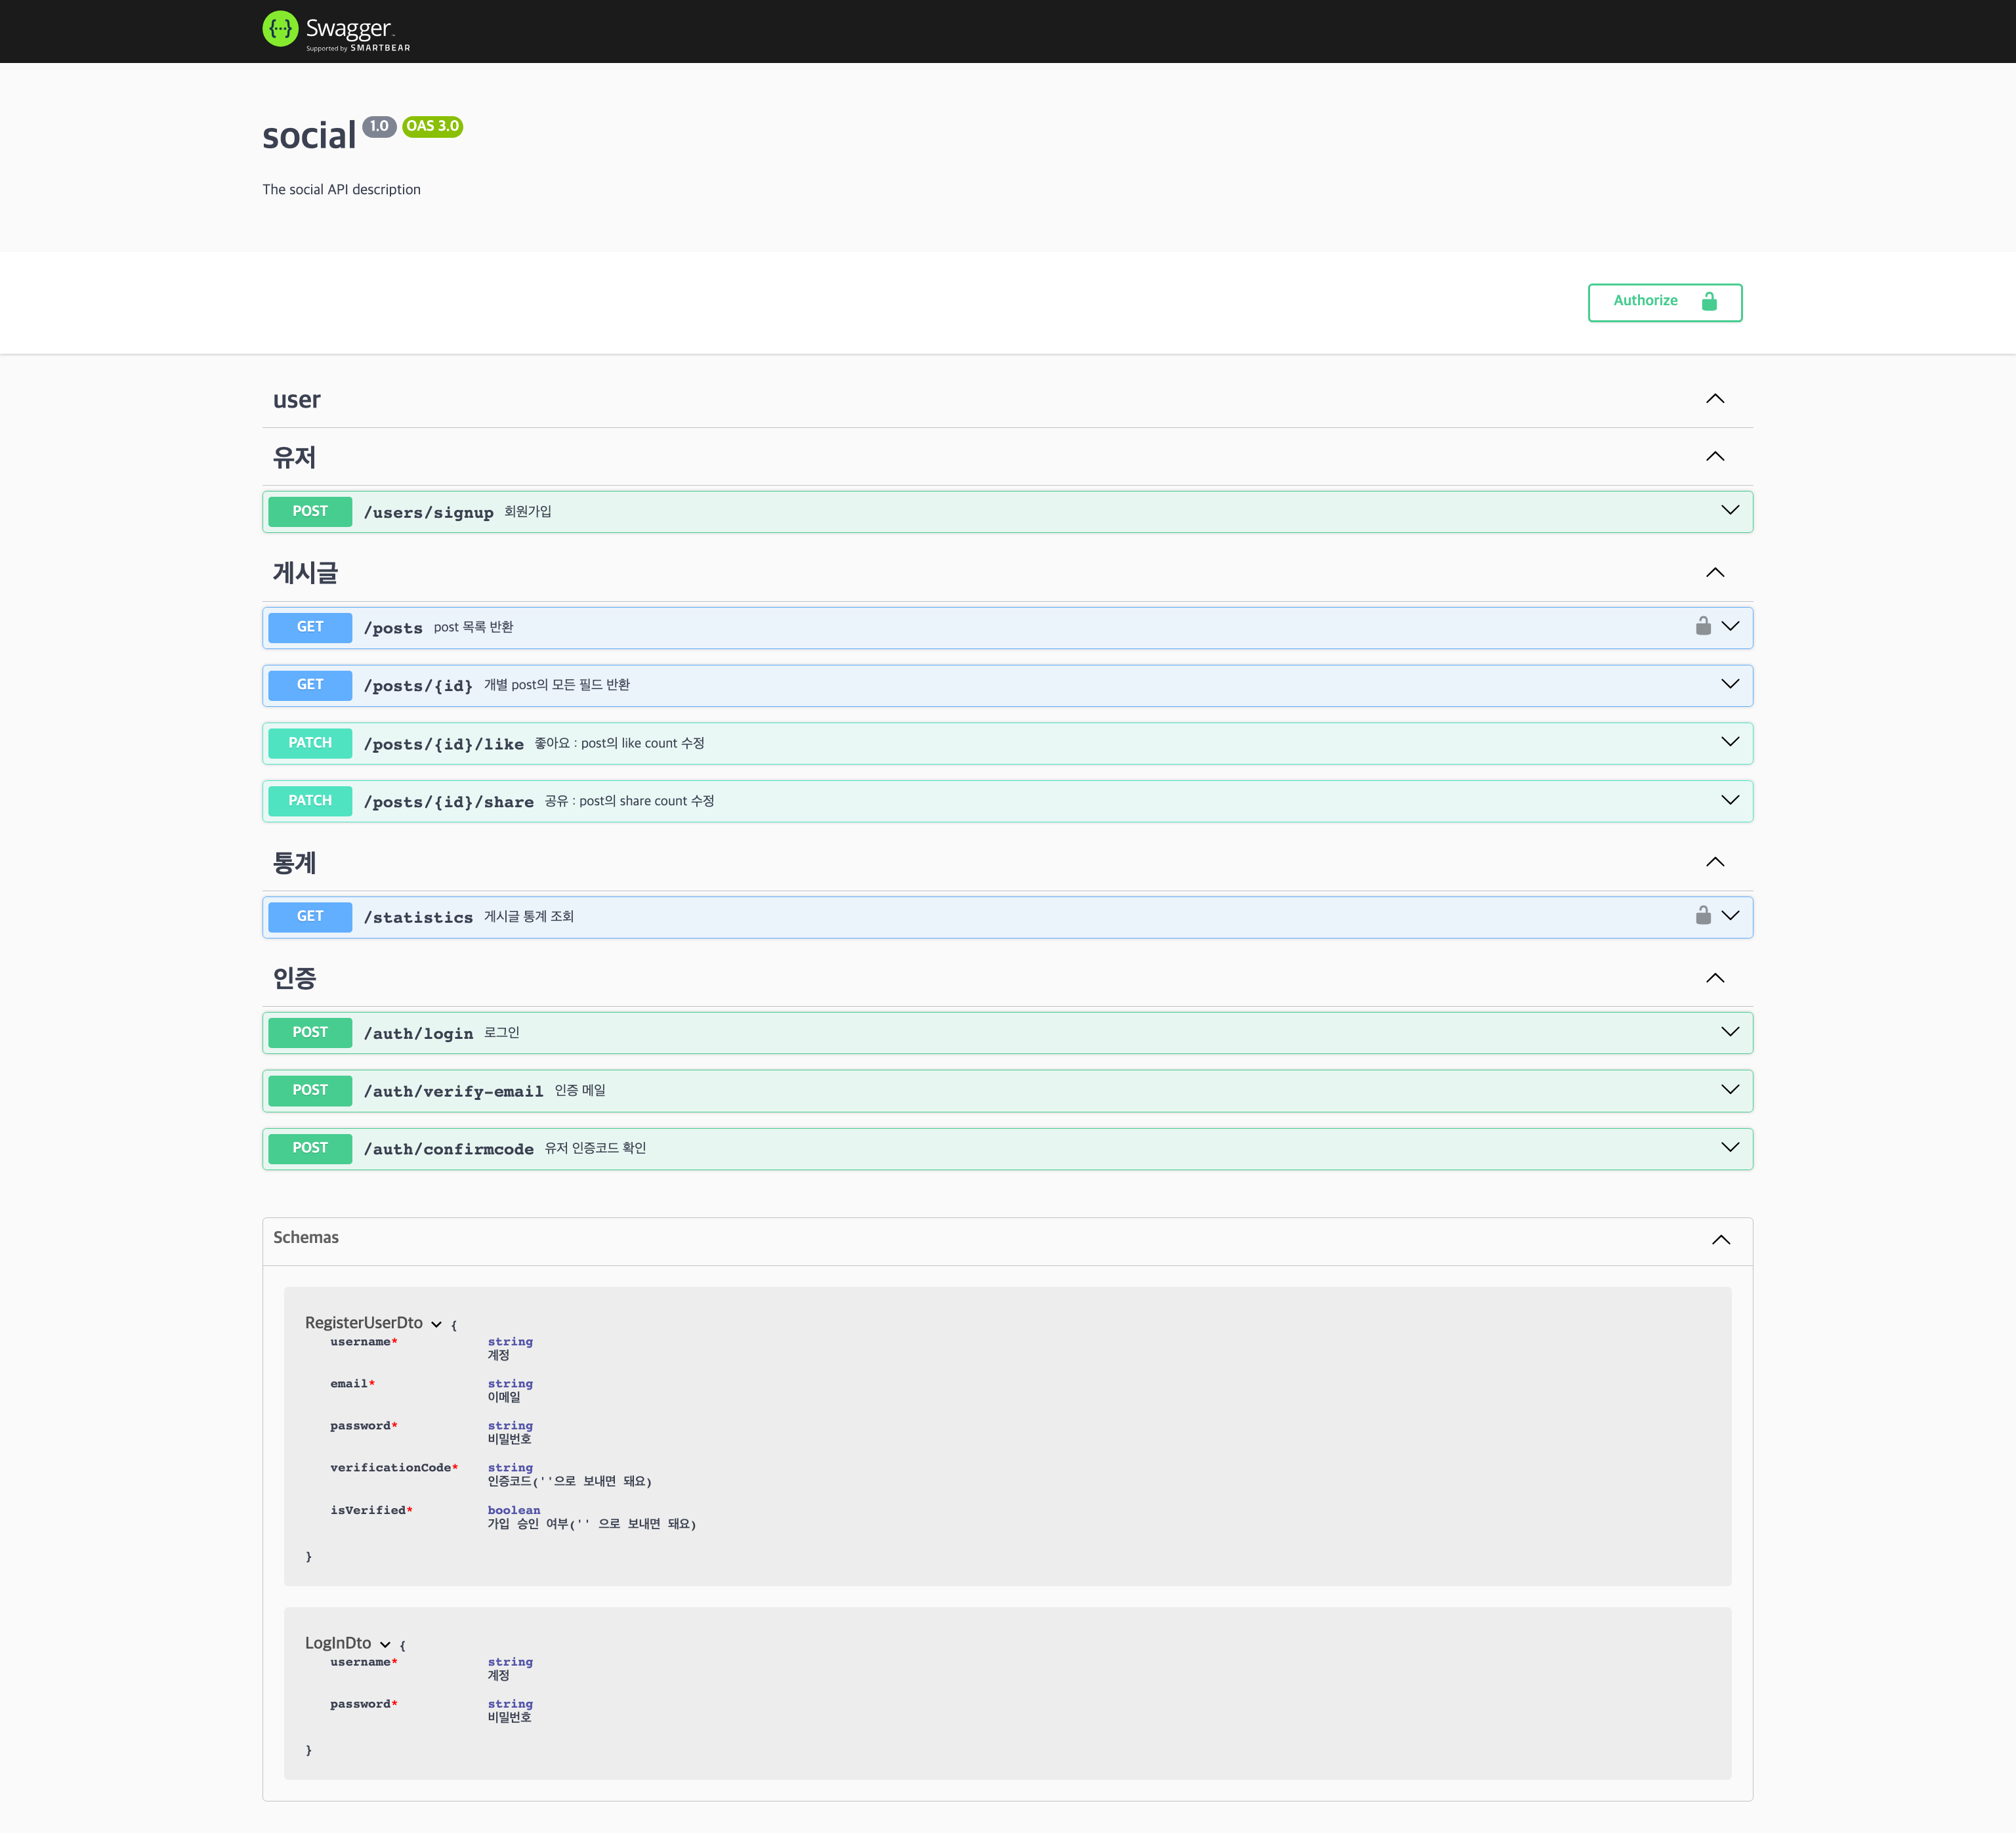 {···} Swagger™
Supported by SMARTBEAR
social 1.0 OAS 3.0
The social API description
Authorize
user
유저
POST /users/signup 회원가입
게시글
GET /posts post 목록 반환
GET /posts/{id} 개별 post의 모든 필드 반환
PATCH /posts/{id}/like 좋아요 : post의 like count 수정
PATCH /posts/{id}/share 공유 : post의 share count 수정
통계
GET /statistics 게시글 통계 조회
인증
POST /auth/login 로그인
POST /auth/verify-email 인증 메일
POST /auth/confirmcode 유저 인증코드 확인
Schemas
RegisterUserDto {
username* string
계정
email* string
이메일
password* string
비밀번호
verificationCode* string
인증코드(''으로 보내면 돼요)
isVerified* boolean
가입 승인 여부('' 으로 보내면 돼요)
}
LogInDto {
username* string
계정
password* string
비밀번호
}